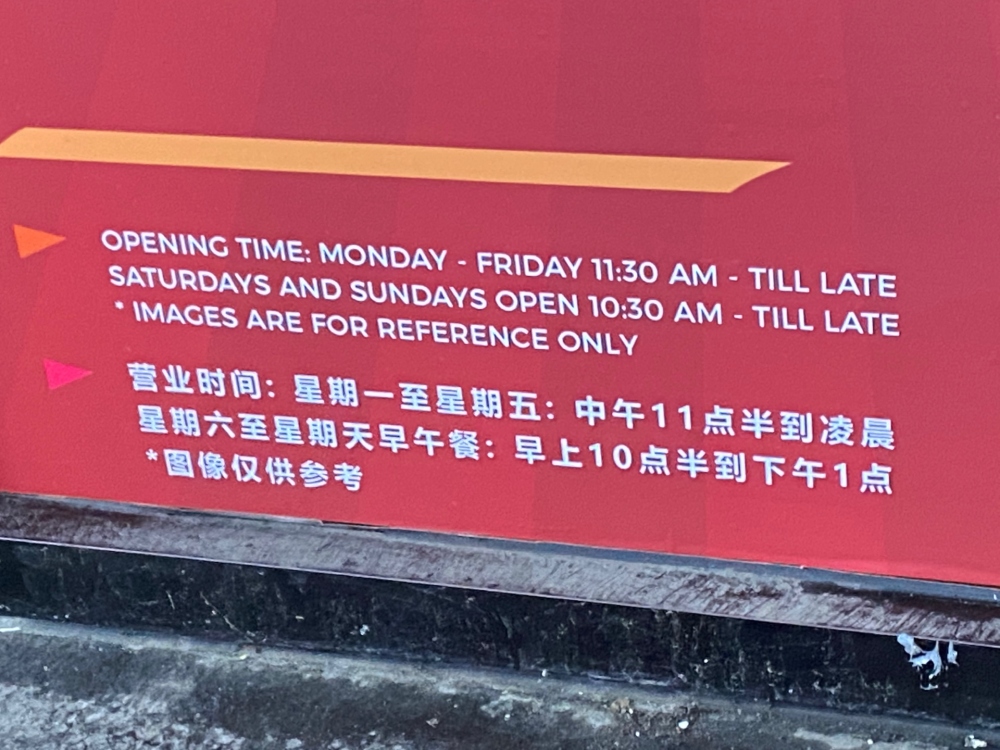 OPENING TIME: MONDAY - FRIDAY 11:30 AM - TILL LATE
SATURDAYS AND SUNDAYS OPEN 10:30 AM - TILL LATE
* IMAGES ARE FOR REFERENCE ONLY
营业时间: 星期一至星期五: 中午11点半到凌晨
星期六至星期天早午餐: 早上10点半到下午1点
*图像仅供参考